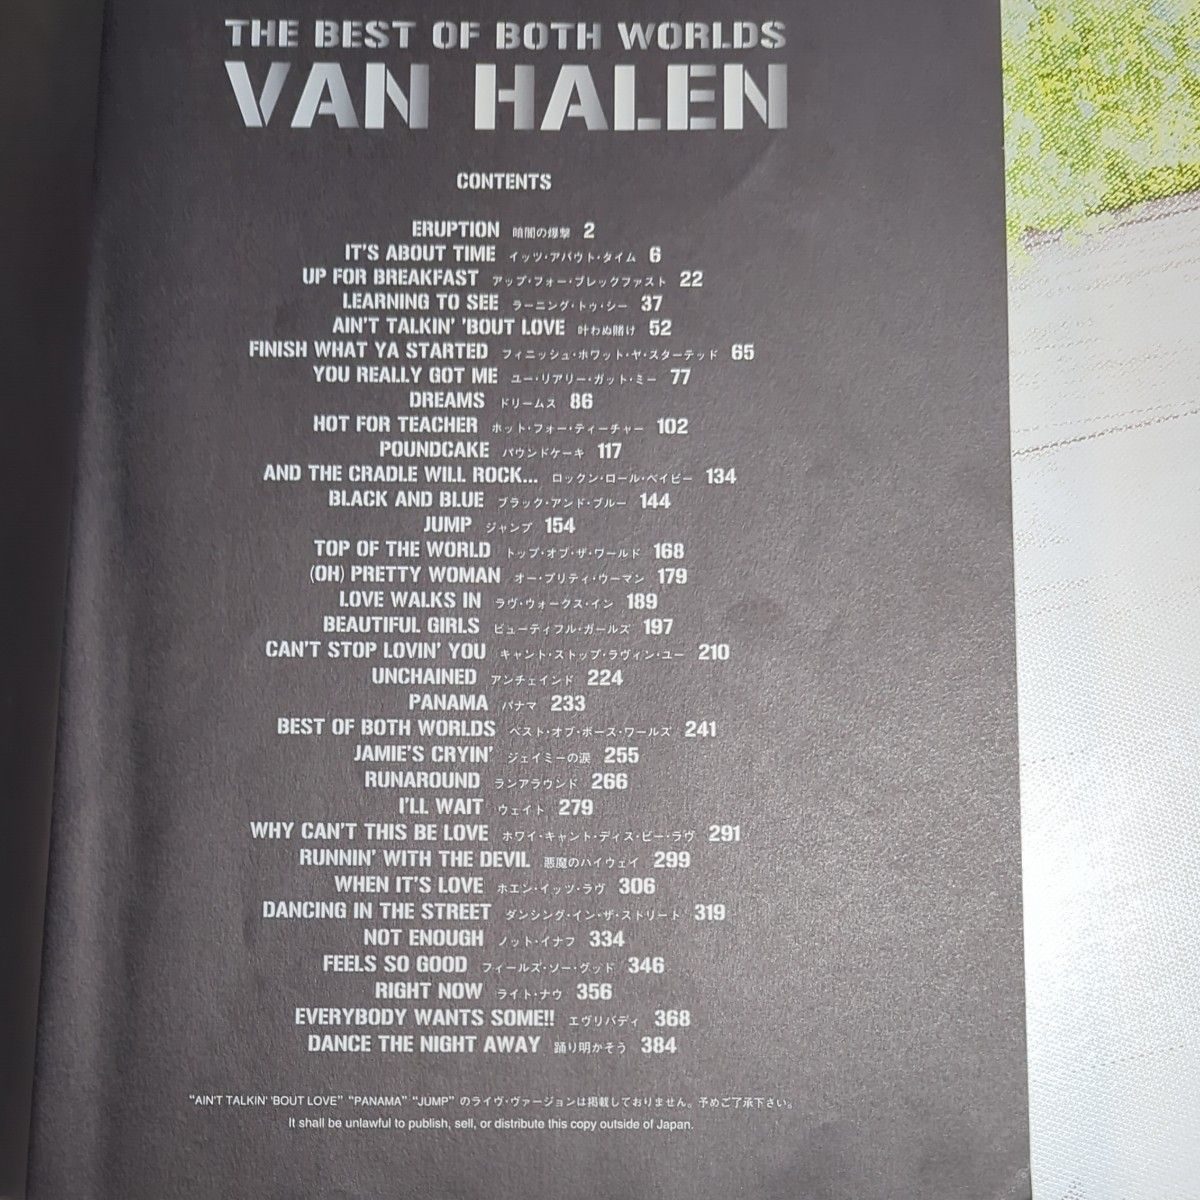 THE BEST OF BOTH WORLDS
VAN HALEN
CONTENTS
ERUPTION 暗闇の爆撃 2
IT'S ABOUT TIME イッツ・アバウト・タイム 6
UP FOR BREAKFAST アップ・フォー・ブレックファスト 22
LEARNING TO SEE ラーニング・トゥ・シー 37
AIN'T TALKIN' 'BOUT LOVE 叶わぬ賭け 52
FINISH WHAT YA STARTED フィニッシュ・ホワット・ヤ・スターテッド 65
YOU REALLY GOT ME ユー・リアリー・ガット・ミー 77
DREAMS ドリームス 86
HOT FOR TEACHER ホット・フォー・ティーチャー 102
POUNDCAKE パウンドケーキ 117
AND THE CRADLE WILL ROCK... ロックン・ロール・ベイビー 134
BLACK AND BLUE ブラック・アンド・ブルー 144
JUMP ジャンプ 154
TOP OF THE WORLD トップ・オブ・ザ・ワールド 168
(OH) PRETTY WOMAN オー・プリティ・ウーマン 179
LOVE WALKS IN ラヴ・ウォークス・イン 189
BEAUTIFUL GIRLS ビューティフル・ガールズ 197
CAN'T STOP LOVIN' YOU キャント・ストップ・ラヴィン・ユー 210
UNCHAINED アンチェインド 224
PANAMA パナマ 233
BEST OF BOTH WORLDS ベスト・オブ・ボース・ワールズ 241
JAMIE'S CRYIN' ジェイミーの涙 255
RUNAROUND ランアラウンド 266
I'LL WAIT ウェイト 279
WHY CAN'T THIS BE LOVE ホワイ・キャント・ディス・ビー・ラヴ 291
RUNNIN' WITH THE DEVIL 悪魔のハイウェイ 299
WHEN IT'S LOVE ホエン・イッツ・ラヴ 306
DANCING IN THE STREET ダンシング・イン・ザ・ストリート 319
NOT ENOUGH ノット・イナフ 334
FEELS SO GOOD フィールズ・ソー・グッド 346
RIGHT NOW ライト・ナウ 356
EVERYBODY WANTS SOME!! エヴリバディ 368
DANCE THE NIGHT AWAY 踊り明かそう 384
"AIN'T TALKIN' 'BOUT LOVE" "PANAMA" "JUMP" のライヴ・ヴァージョンは掲載しておりません。予めご了承下さい。
It shall be unlawful to publish, sell, or distribute this copy outside of Japan.